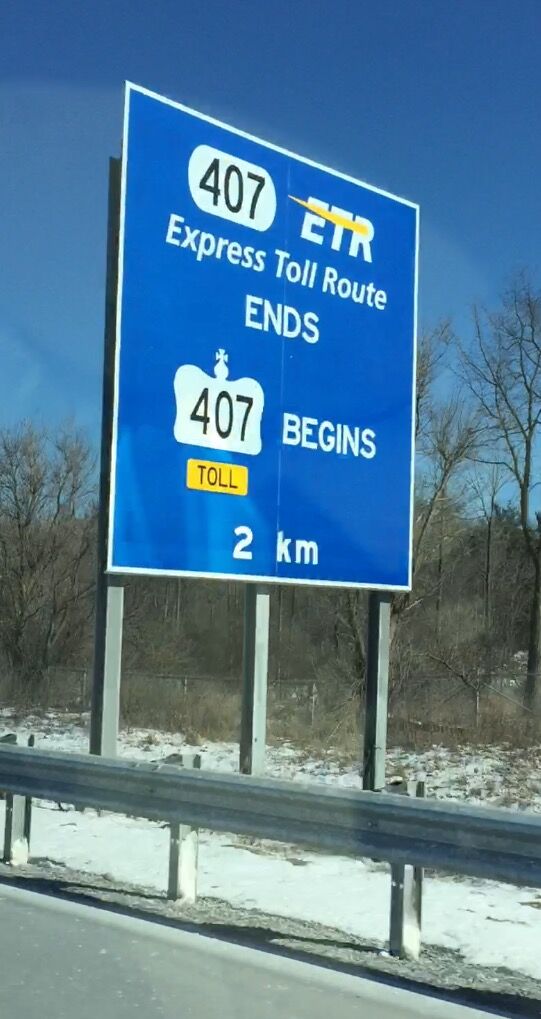 407 ETR
Express Toll Route
ENDS
407 BEGINS
TOLL
2 km